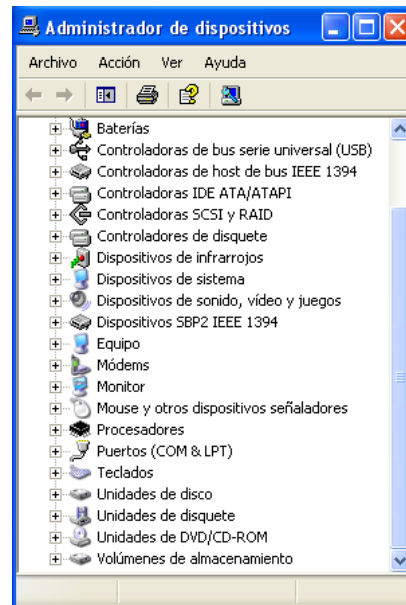 Administrador de dispositivos
Archivo Acción Ver Ayuda
Baterías
Controladoras de bus serie universal (USB)
Controladoras de host de bus IEEE 1394
Controladoras IDE ATA/ATAPI
Controladoras SCSI y RAID
Controladores de disquete
Dispositivos de infrarrojos
Dispositivos de sistema
Dispositivos de sonido, vídeo y juegos
Dispositivos SBP2 IEEE 1394
Equipo
Módems
Monitor
Mouse y otros dispositivos señaladores
Procesadores
Puertos (COM & LPT)
Teclados
Unidades de disco
Unidades de disquete
Unidades de DVD/CD-ROM
Volúmenes de almacenamiento